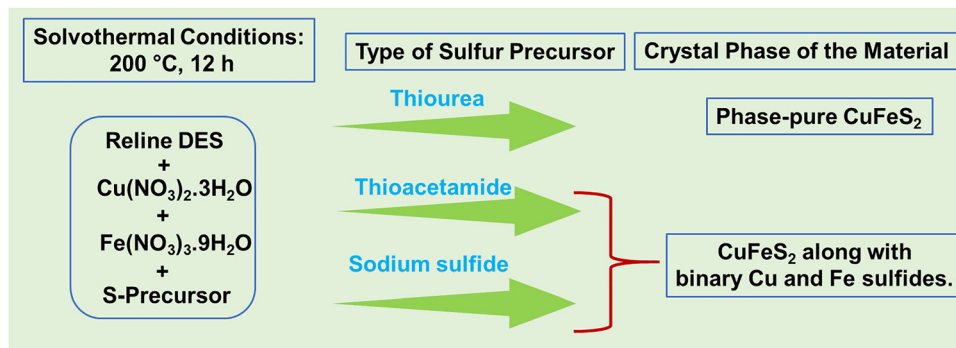 Solvothermal Conditions:
200 °C, 12 h
Type of Sulfur Precursor
Crystal Phase of the Material
Reline DES
+
Cu(NO₃)₂.3H₂O
+
Fe(NO₃)₃.9H₂O
+
S-Precursor
Thiourea
Thioacetamide
Sodium sulfide
Phase-pure CuFeS₂
CuFeS₂ along with
binary Cu and Fe sulfides.